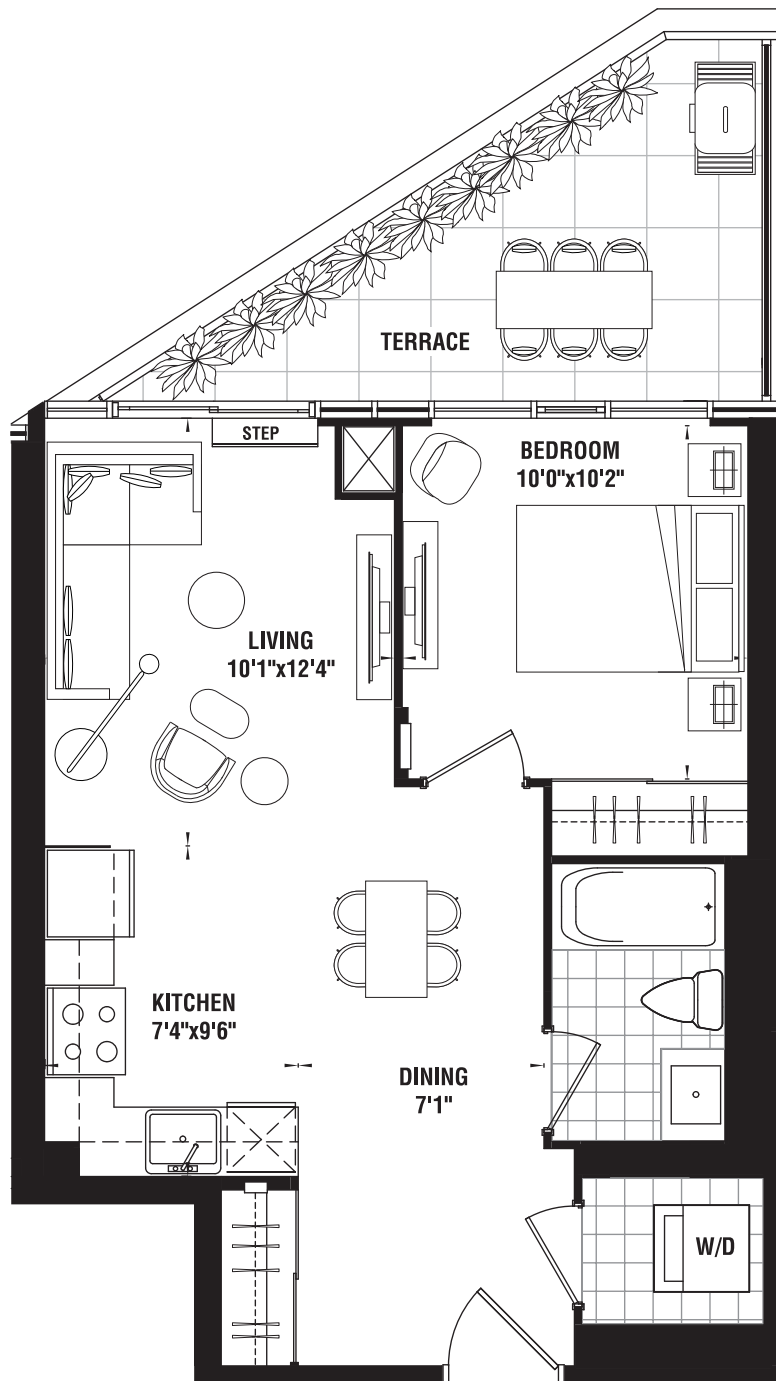 TERRACE
STEP
BEDROOM
10'0"x10'2"
LIVING
10'1"x12'4"
KITCHEN
7'4"x9'6"
DINING
7'1"
W/D